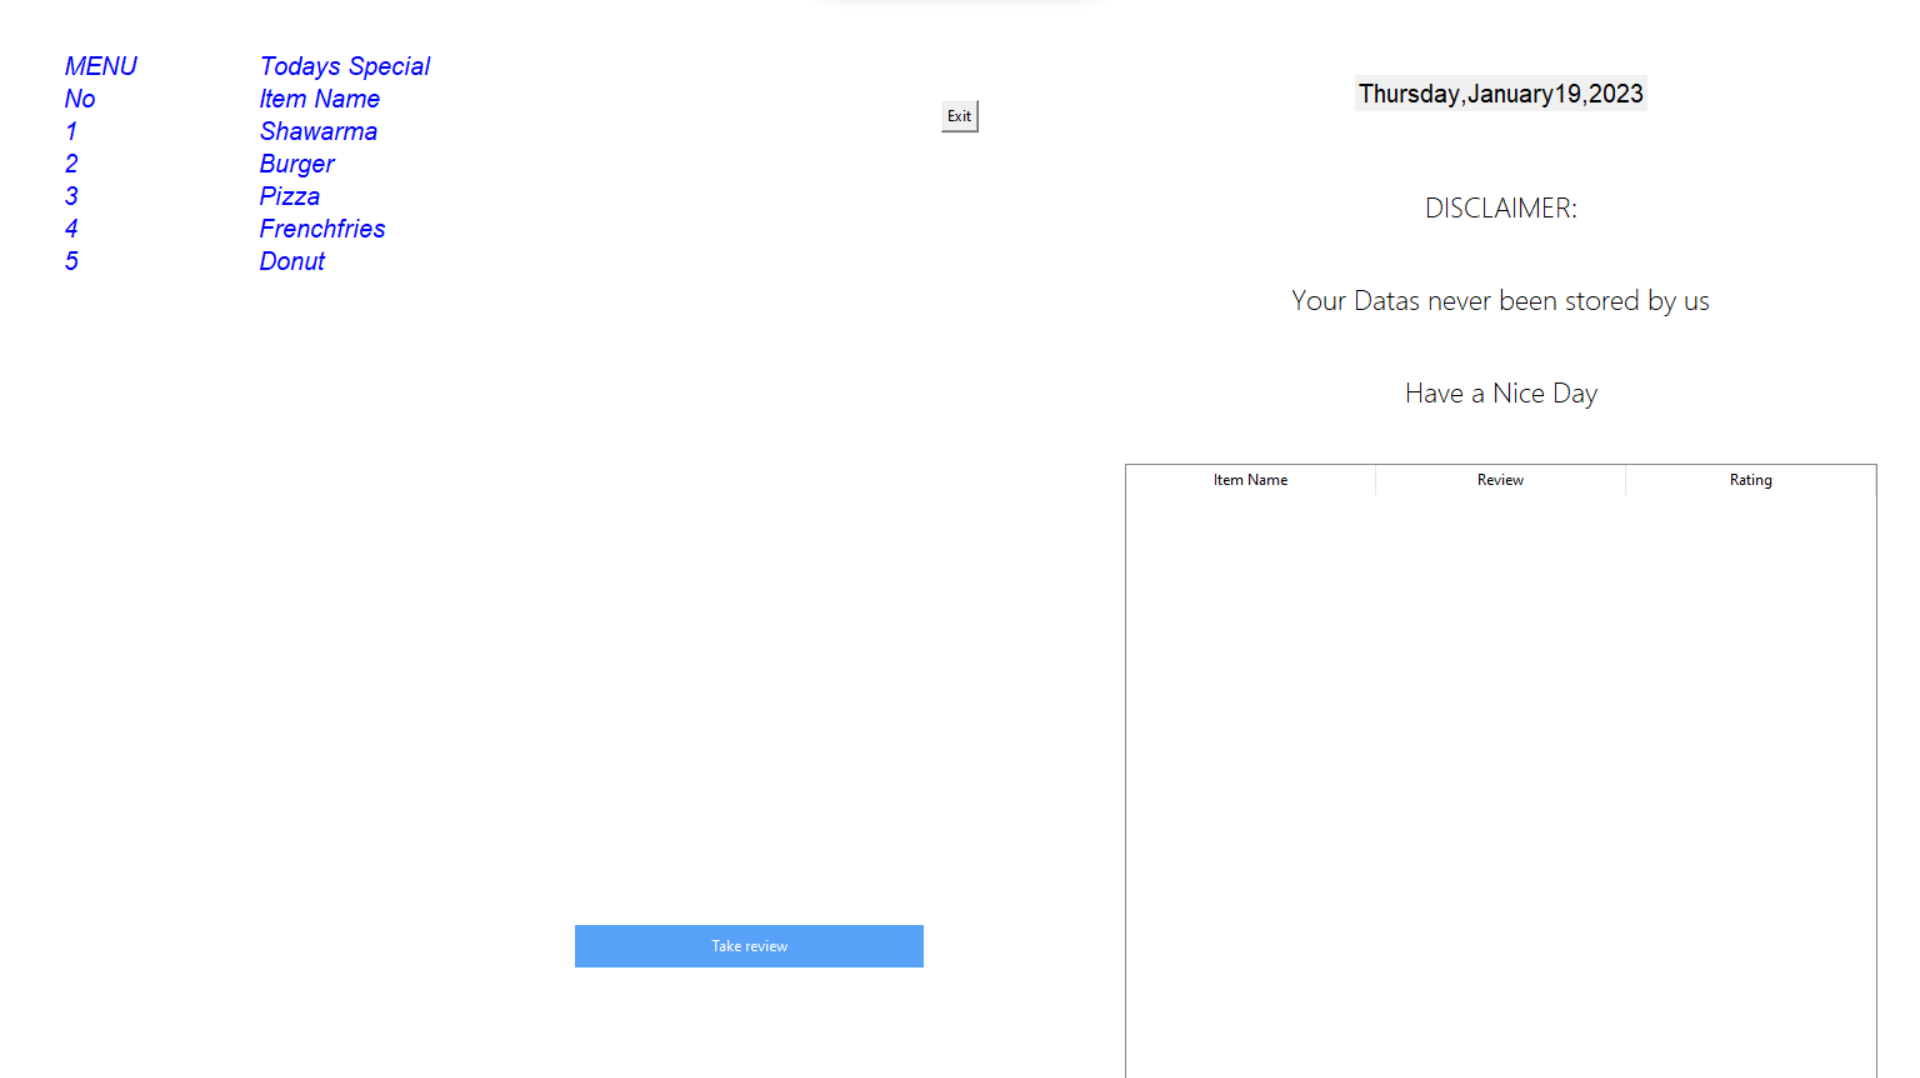 MENU Todays Special
No Item Name
1 Shawarma
2 Burger
3 Pizza
4 Frenchfries
5 Donut
Exit
Thursday,January19,2023
DISCLAIMER:
Your Datas never been stored by us
Have a Nice Day
Item Name Review Rating
Take review